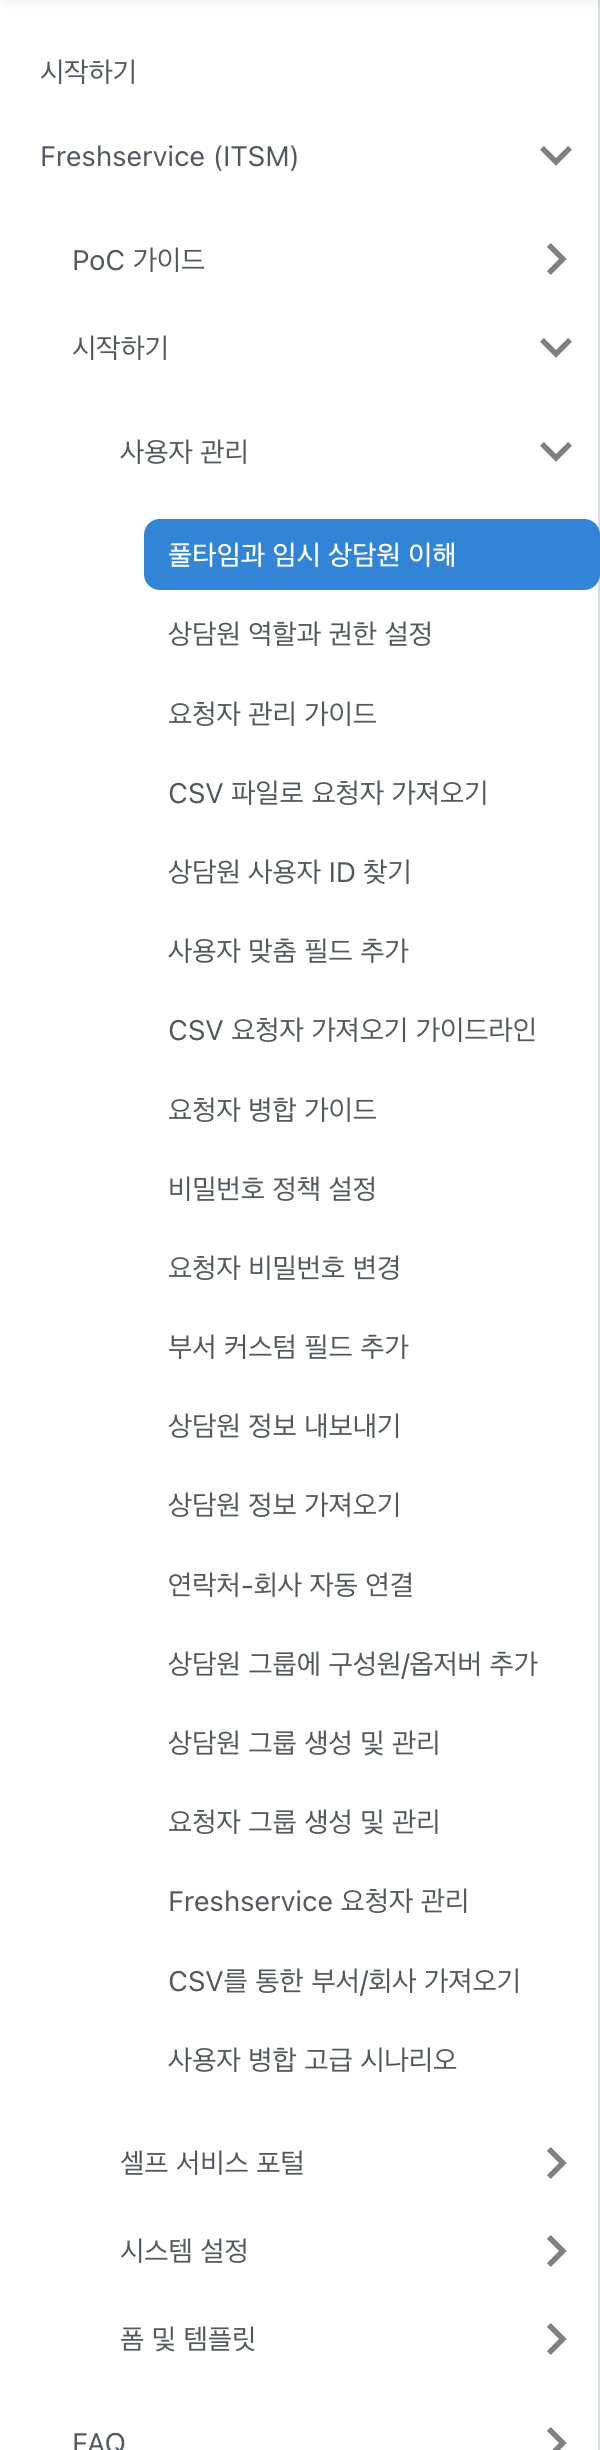 시작하기
Freshservice (ITSM)
PoC 가이드
시작하기
사용자 관리
풀타임과 임시 상담원 이해
상담원 역할과 권한 설정
요청자 관리 가이드
CSV 파일로 요청자 가져오기
상담원 사용자 ID 찾기
사용자 맞춤 필드 추가
CSV 요청자 가져오기 가이드라인
요청자 병합 가이드
비밀번호 정책 설정
요청자 비밀번호 변경
부서 커스텀 필드 추가
상담원 정보 내보내기
상담원 정보 가져오기
연락처-회사 자동 연결
상담원 그룹에 구성원/옵저버 추가
상담원 그룹 생성 및 관리
요청자 그룹 생성 및 관리
Freshservice 요청자 관리
CSV를 통한 부서/회사 가져오기
사용자 병합 고급 시나리오
셀프 서비스 포털
시스템 설정
폼 및 템플릿
FAQ